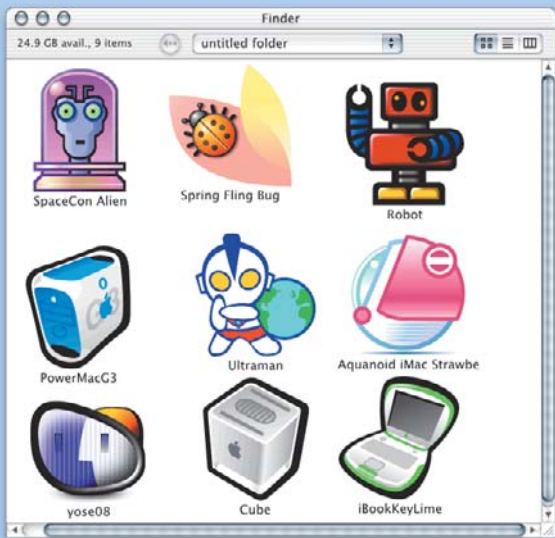 Finder
24.9 GB avail., 9 items
untitled folder
SpaceCon Alien
Spring Fling Bug
Robot
G3
PowerMacG3
Ultraman
Aquanoid iMac Strawbe
yose08
Cube
iBookKeyLime